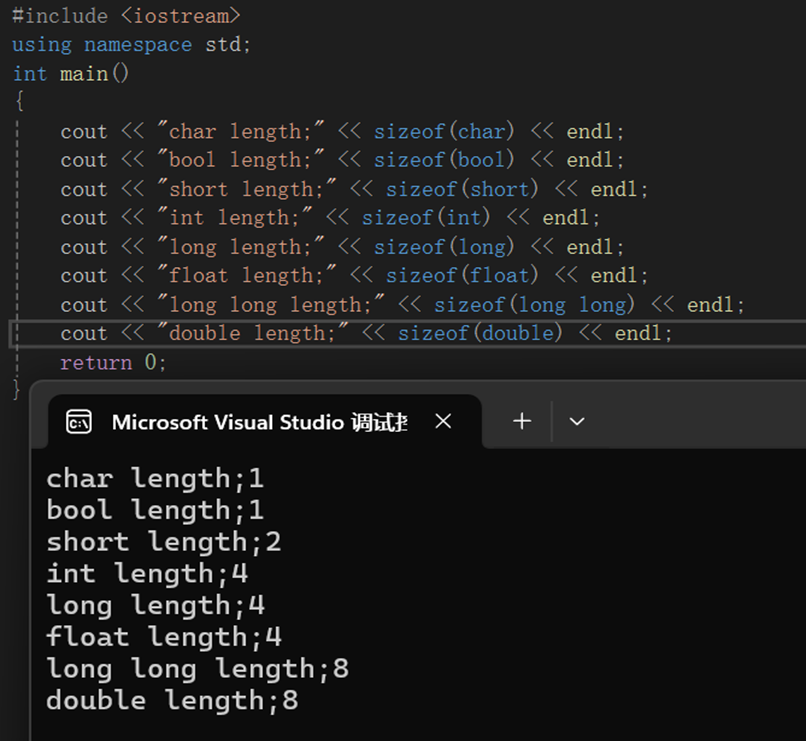 #include <iostream>
using namespace std;
int main()
{
cout << "char length;" << sizeof(char) << endl;
cout << "bool length;" << sizeof(bool) << endl;
cout << "short length;" << sizeof(short) << endl;
cout << "int length;" << sizeof(int) << endl;
cout << "long length;" << sizeof(long) << endl;
cout << "float length;" << sizeof(float) << endl;
cout << "long long length;" << sizeof(long long) << endl;
cout << "double length;" << sizeof(double) << endl;
return 0;
}
Microsoft Visual Studio 调试
char length;1
bool length;1
short length;2
int length;4
long length;4
float length;4
long long length;8
double length;8